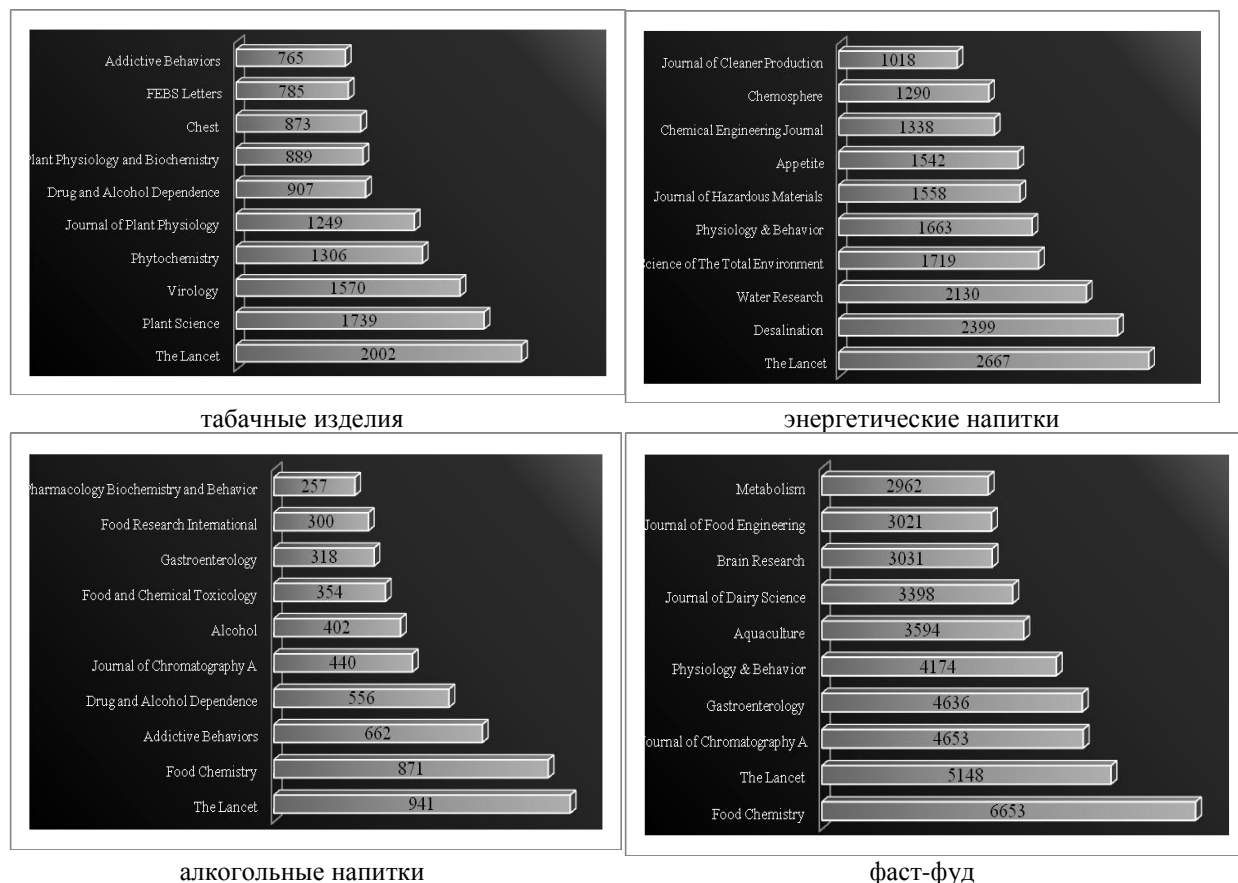 Addictive Behaviors 765
FEBS Letters 785
Chest 873
Plant Physiology and Biochemistry 889
Drug and Alcohol Dependence 907
Journal of Plant Physiology 1249
Phytochemistry 1306
Virology 1570
Plant Science 1739
The Lancet 2002
табачные изделия
Journal of Cleaner Production 1018
Chemosphere 1290
Chemical Engineering Journal 1338
Appetite 1542
Journal of Hazardous Materials 1558
Physiology & Behavior 1663
Science of The Total Environment 1719
Water Research 2130
Desalination 2399
The Lancet 2667
энергетические напитки
Pharmacology Biochemistry and Behavior 257
Food Research International 300
Gastroenterology 318
Food and Chemical Toxicology 354
Alcohol 402
Journal of Chromatography A 440
Drug and Alcohol Dependence 556
Addictive Behaviors 662
Food Chemistry 871
The Lancet 941
алкогольные напитки
Metabolism 2962
Journal of Food Engineering 3021
Brain Research 3031
Journal of Dairy Science 3398
Aquaculture 3594
Physiology & Behavior 4174
Gastroenterology 4636
Journal of Chromatography A 4653
The Lancet 5148
Food Chemistry 6653
фаст-фуд